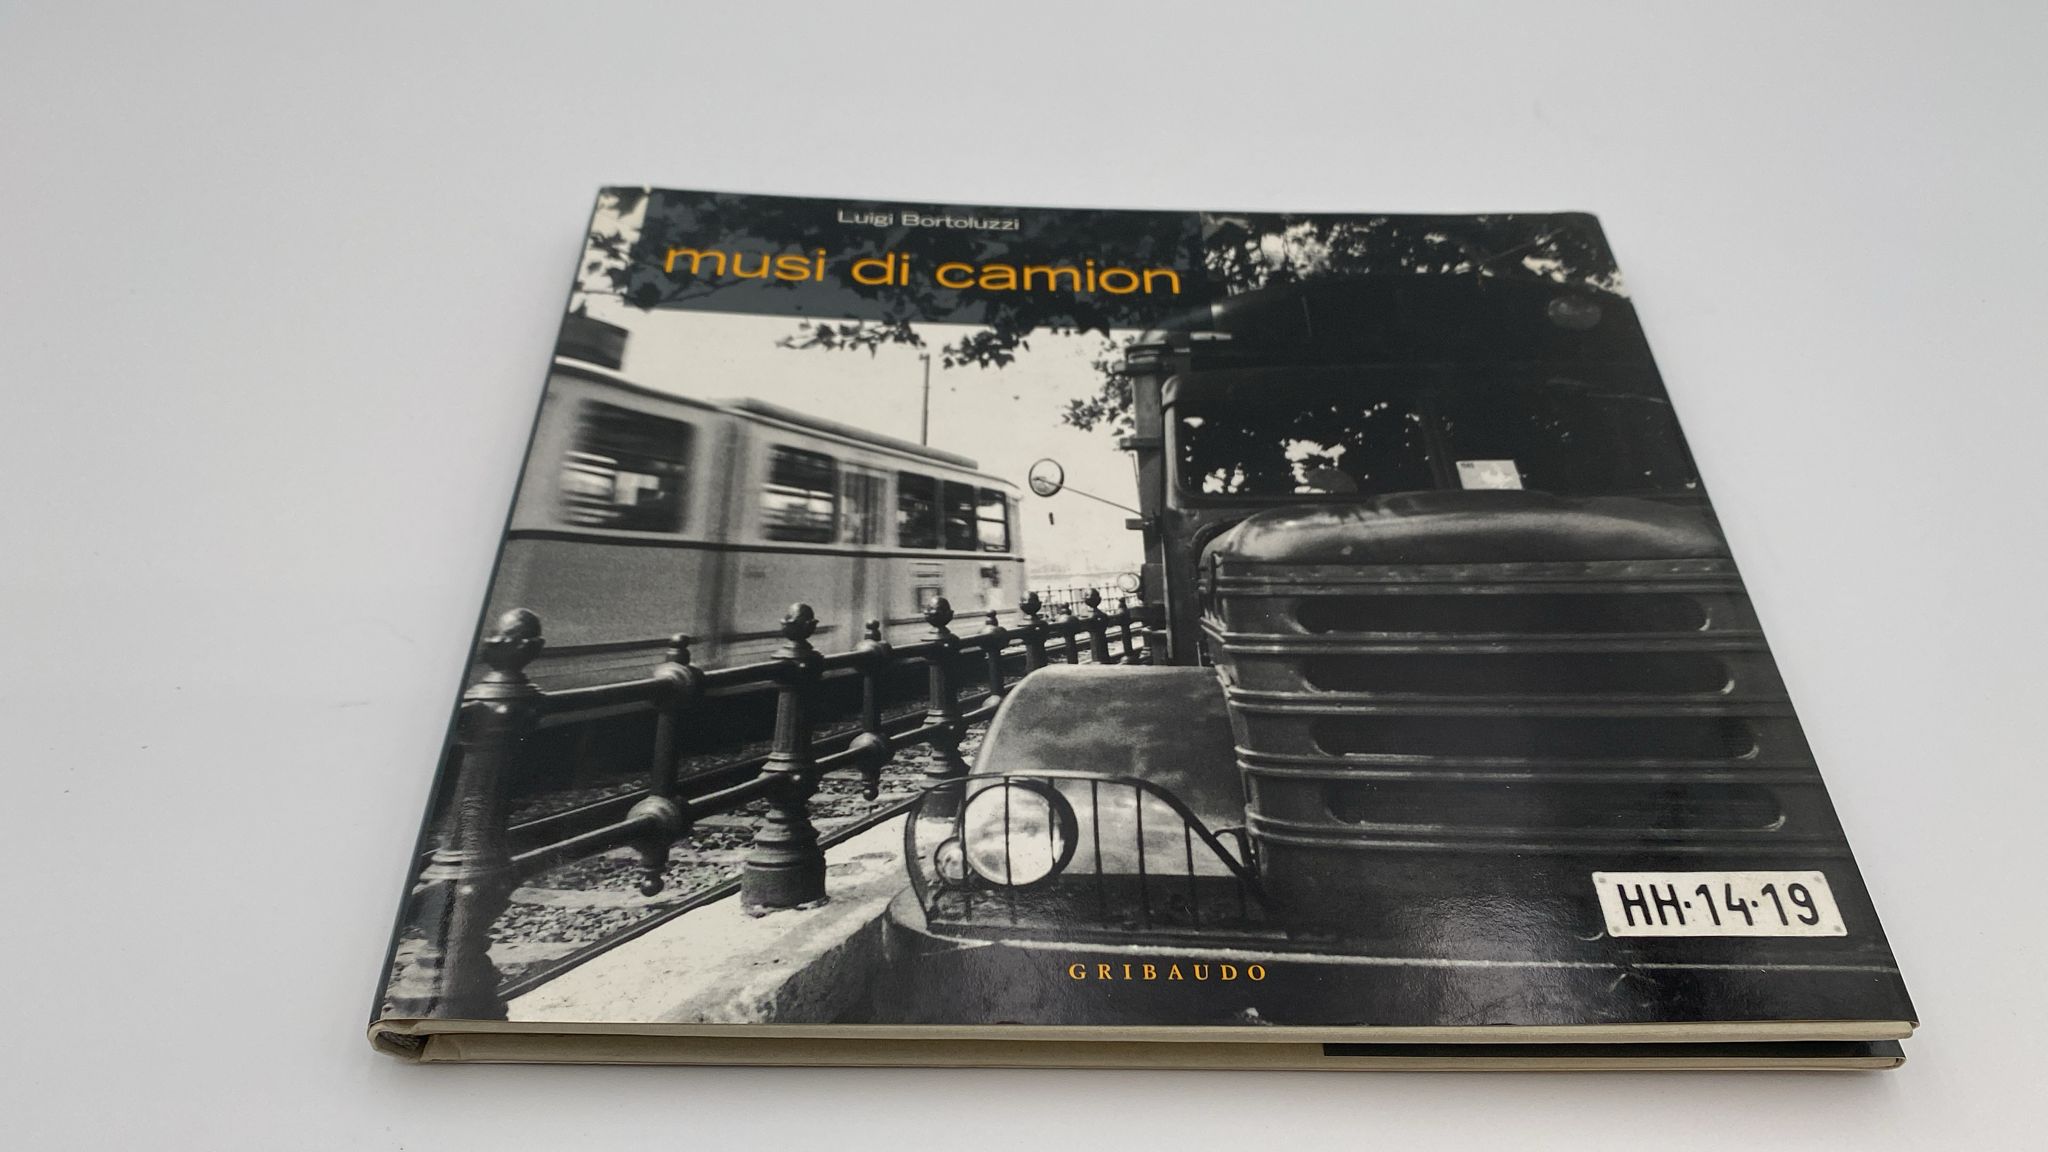 Luigi Bortoluzzi
musi di camion
HH·14·19
GRIBAUDO